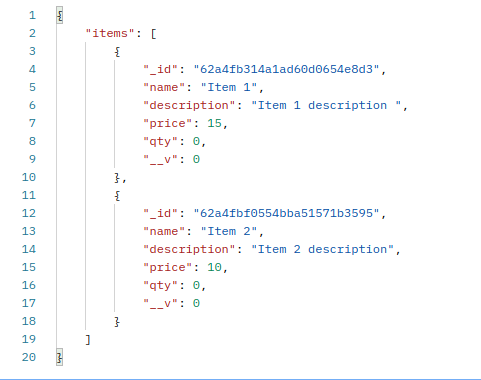 1 {
2     "items": [
3         {
4             "_id": "62a4fb314a1ad60d0654e8d3",
5             "name": "Item 1",
6             "description": "Item 1 description ",
7             "price": 15,
8             "qty": 0,
9             "__v": 0
10         },
11         {
12             "_id": "62a4fbf0554bba51571b3595",
13             "name": "Item 2",
14             "description": "Item 2 description",
15             "price": 10,
16             "qty": 0,
17             "__v": 0
18         }
19     ]
20 }